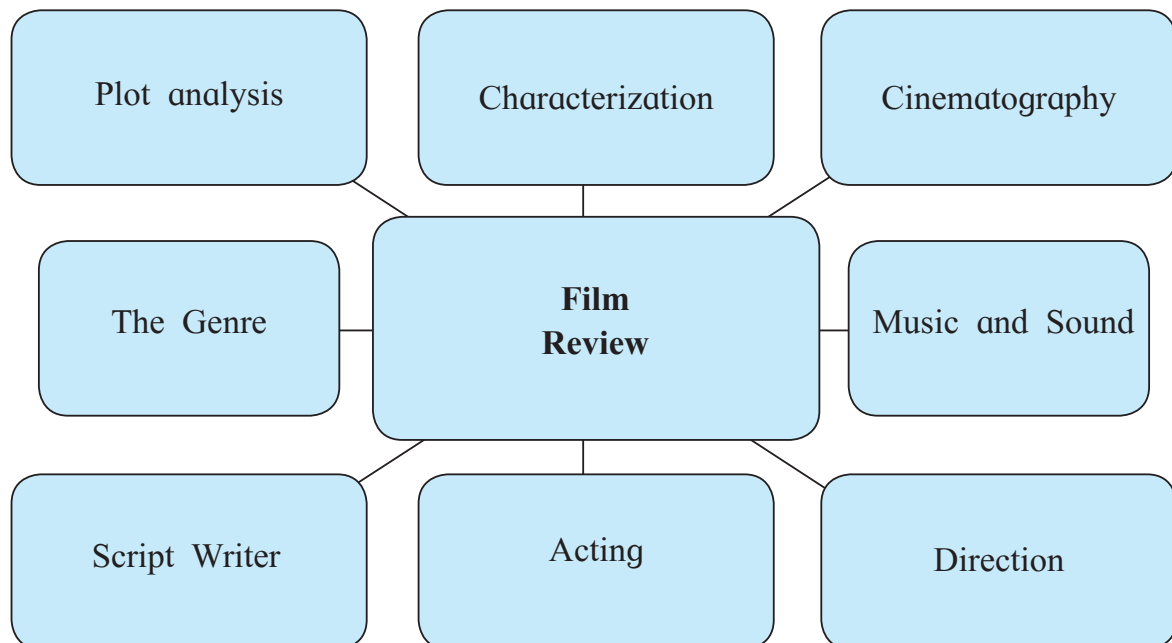 Plot analysis
Characterization
Cinematography
The Genre
Film
Review
Music and Sound
Script Writer
Acting
Direction